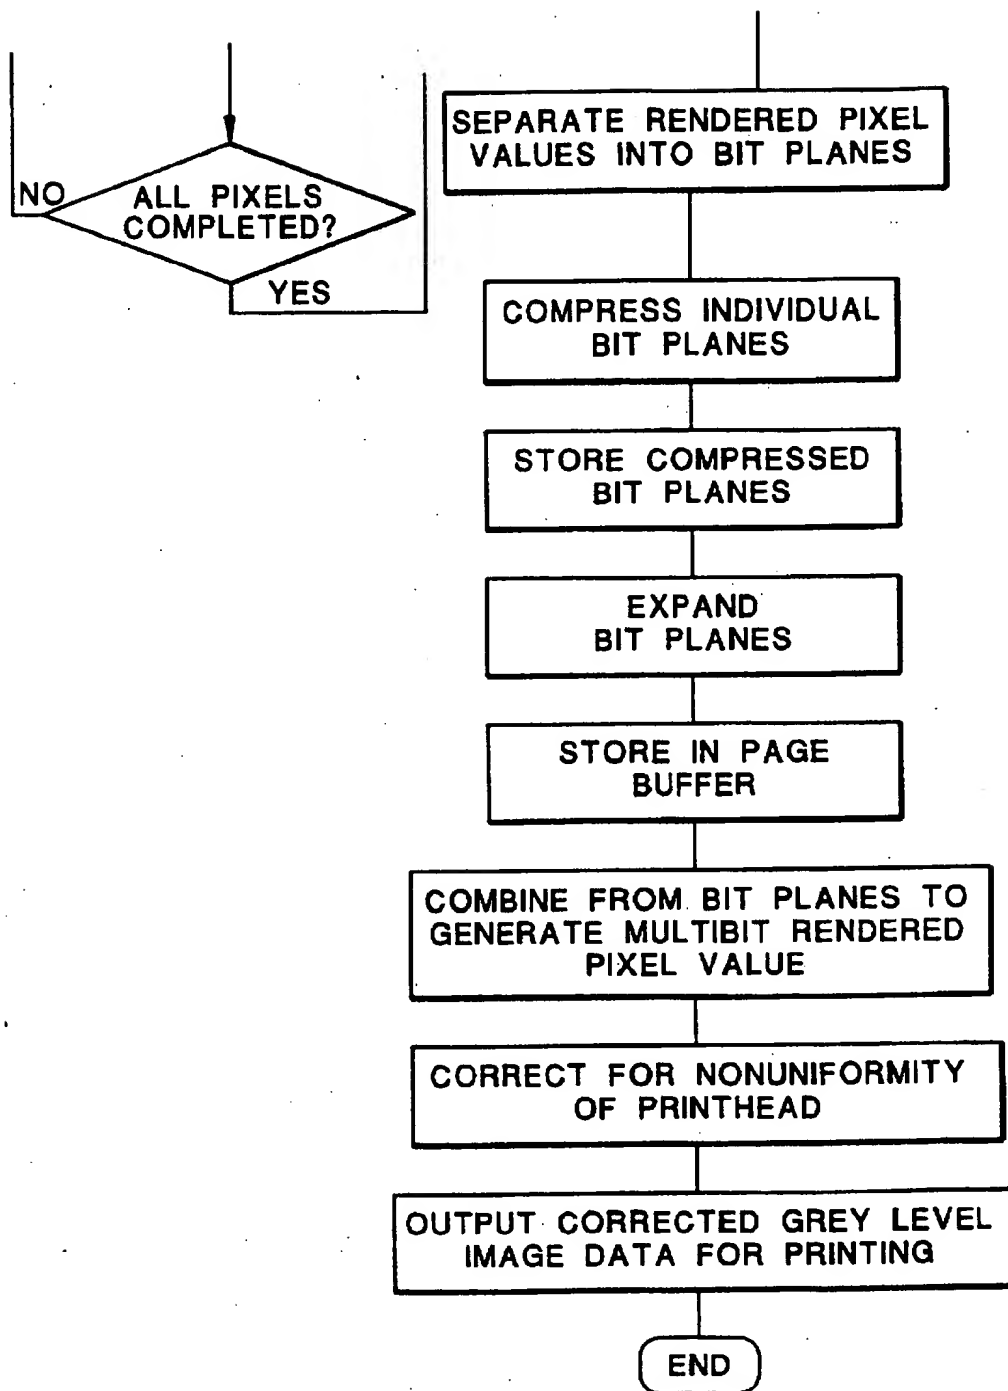 NO
ALL PIXELS
COMPLETED?
YES
SEPARATE RENDERED PIXEL
VALUES INTO BIT PLANES
COMPRESS INDIVIDUAL
BIT PLANES
STORE COMPRESSED
BIT PLANES
EXPAND
BIT PLANES
STORE IN PAGE
BUFFER
COMBINE FROM BIT PLANES TO
GENERATE MULTIBIT RENDERED
PIXEL VALUE
CORRECT FOR NONUNIFORMITY
OF PRINTHEAD
OUTPUT CORRECTED GREY LEVEL
IMAGE DATA FOR PRINTING
END